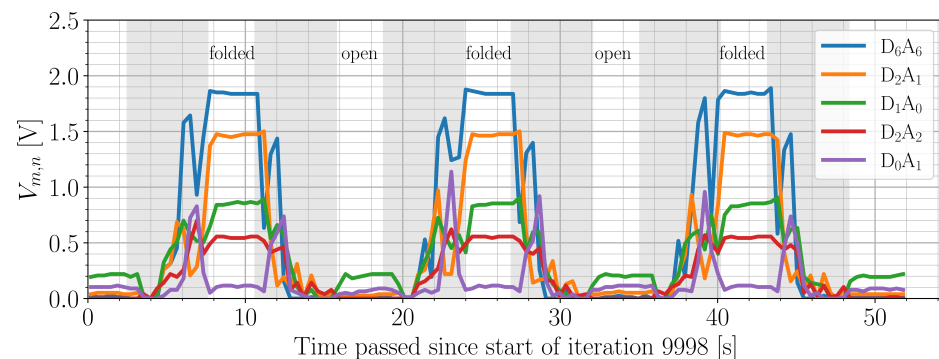 2.5
2.0
1.5
1.0
0.5
0.0
V_{m,n} [V]
folded open folded open folded
D₆A₆
D₂A₁
D₁A₀
D₂A₂
D₀A₁
0 10 20 30 40 50
Time passed since start of iteration 9998 [s]